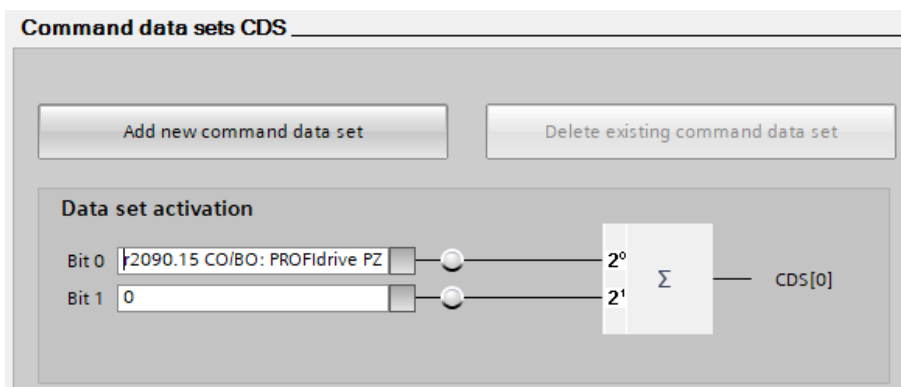 Command data sets CDS
Add new command data set
Delete existing command data set
Data set activation
Bit 0 r2090.15 CO/BO: PROFIdrive PZ
2⁰
Σ
CDS[0]
Bit 1 0
2¹